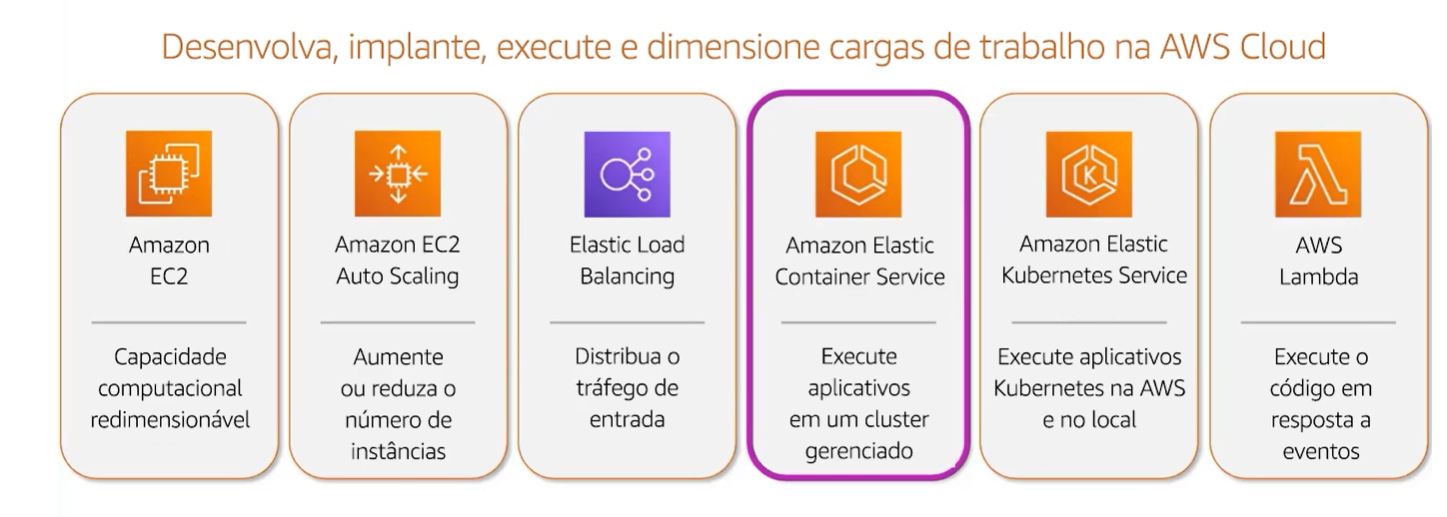 Desenvolva, implante, execute e dimensione cargas de trabalho na AWS Cloud
Amazon
EC2
Capacidade
computacional
redimensionável
Amazon EC2
Auto Scaling
Aumente
ou reduza o
número de
instâncias
Elastic Load
Balancing
Distribua o
tráfego de
entrada
Amazon Elastic
Container Service
Execute
aplicativos
em um cluster
gerenciado
K
Amazon Elastic
Kubernetes Service
Execute aplicativos
Kubernetes na AWS
e no local
AWS
Lambda
Execute o
código em
resposta a
eventos